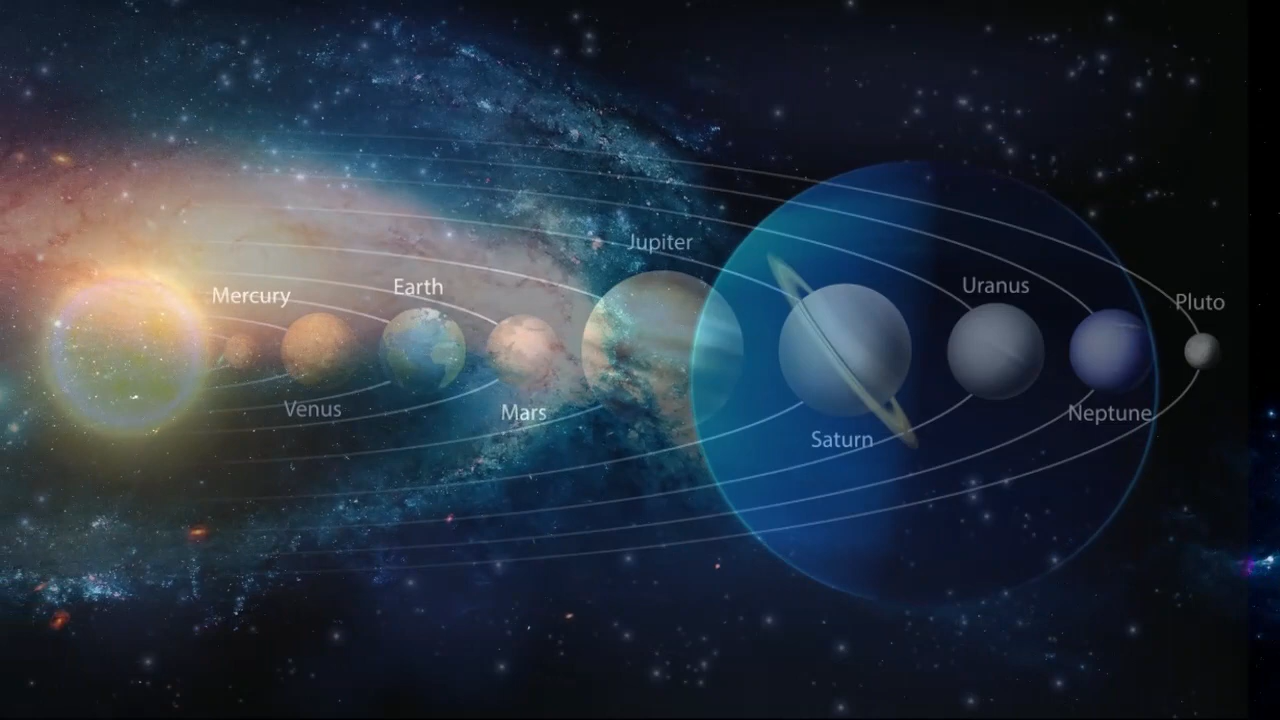 Mercury
Venus
Earth
Mars
Jupiter
Saturn
Uranus
Neptune
Pluto